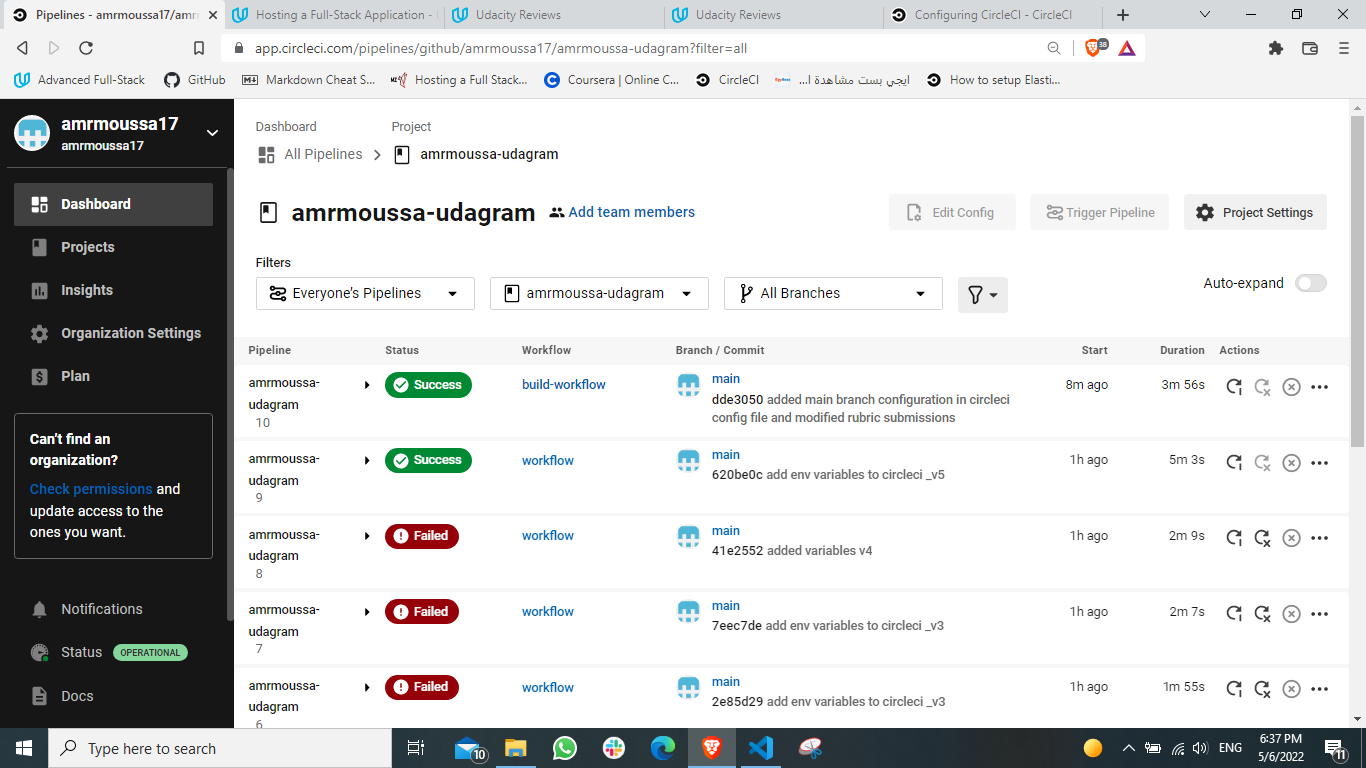 Pipelines - amrmoussa17/amrm
Hosting a Full-Stack Application -
Udacity Reviews
Udacity Reviews
Configuring CircleCI - CircleCI
app.circleci.com/pipelines/github/amrmoussa17/amrmoussa-udagram?filter=all
38
Advanced Full-Stack
GitHub
Markdown Cheat S...
Hosting a Full Stack...
Coursera | Online C...
CircleCI
ايجي بست مشاهدة ا...
How to setup Elasti...
amrmoussa17
amrmoussa17
Dashboard
Projects
Insights
Organization Settings
Plan
Can't find an
organization?
Check permissions and
update access to the
ones you want.
Notifications
Status OPERATIONAL
Docs
Dashboard Project
All Pipelines amrmoussa-udagram
amrmoussa-udagram Add team members
Edit Config Trigger Pipeline Project Settings
Filters
Everyone's Pipelines amrmoussa-udagram All Branches
Auto-expand
Pipeline Status Workflow Branch / Commit Start Duration Actions
amrmoussa-
udagram
10
Success build-workflow main 8m ago 3m 56s
dde3050 added main branch configuration in circleci
config file and modified rubric submissions
amrmoussa-
udagram
9
Success workflow main 1h ago 5m 3s
620be0c add env variables to circleci _v5
amrmoussa-
udagram
8
Failed workflow main 1h ago 2m 9s
41e2552 added variables v4
amrmoussa-
udagram
7
Failed workflow main 1h ago 2m 7s
7eec7de add env variables to circleci _v3
amrmoussa-
udagram
6
Failed workflow main 1h ago 1m 55s
2e85d29 add env variables to circleci _v3
Type here to search
10
ENG
6:37 PM
5/6/2022
11